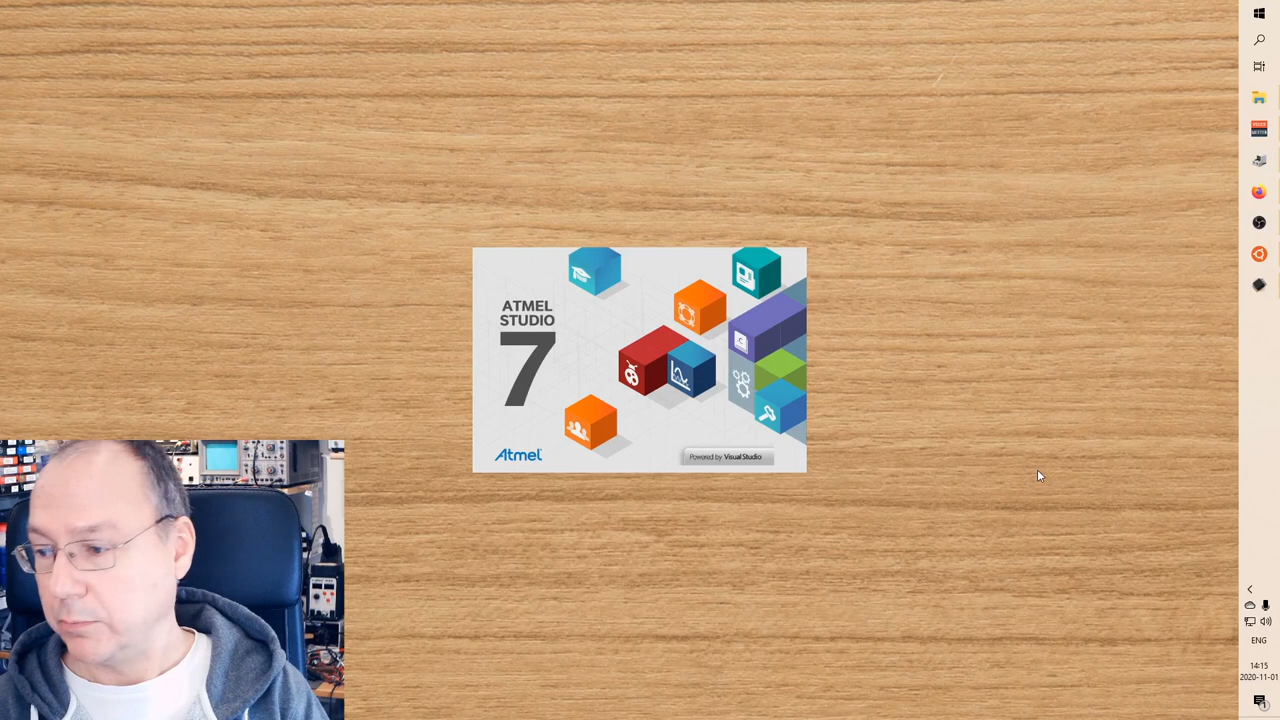 ATMEL
STUDIO
7
Atmel
Powered by Visual Studio
ENG
14:15
2020-11-01